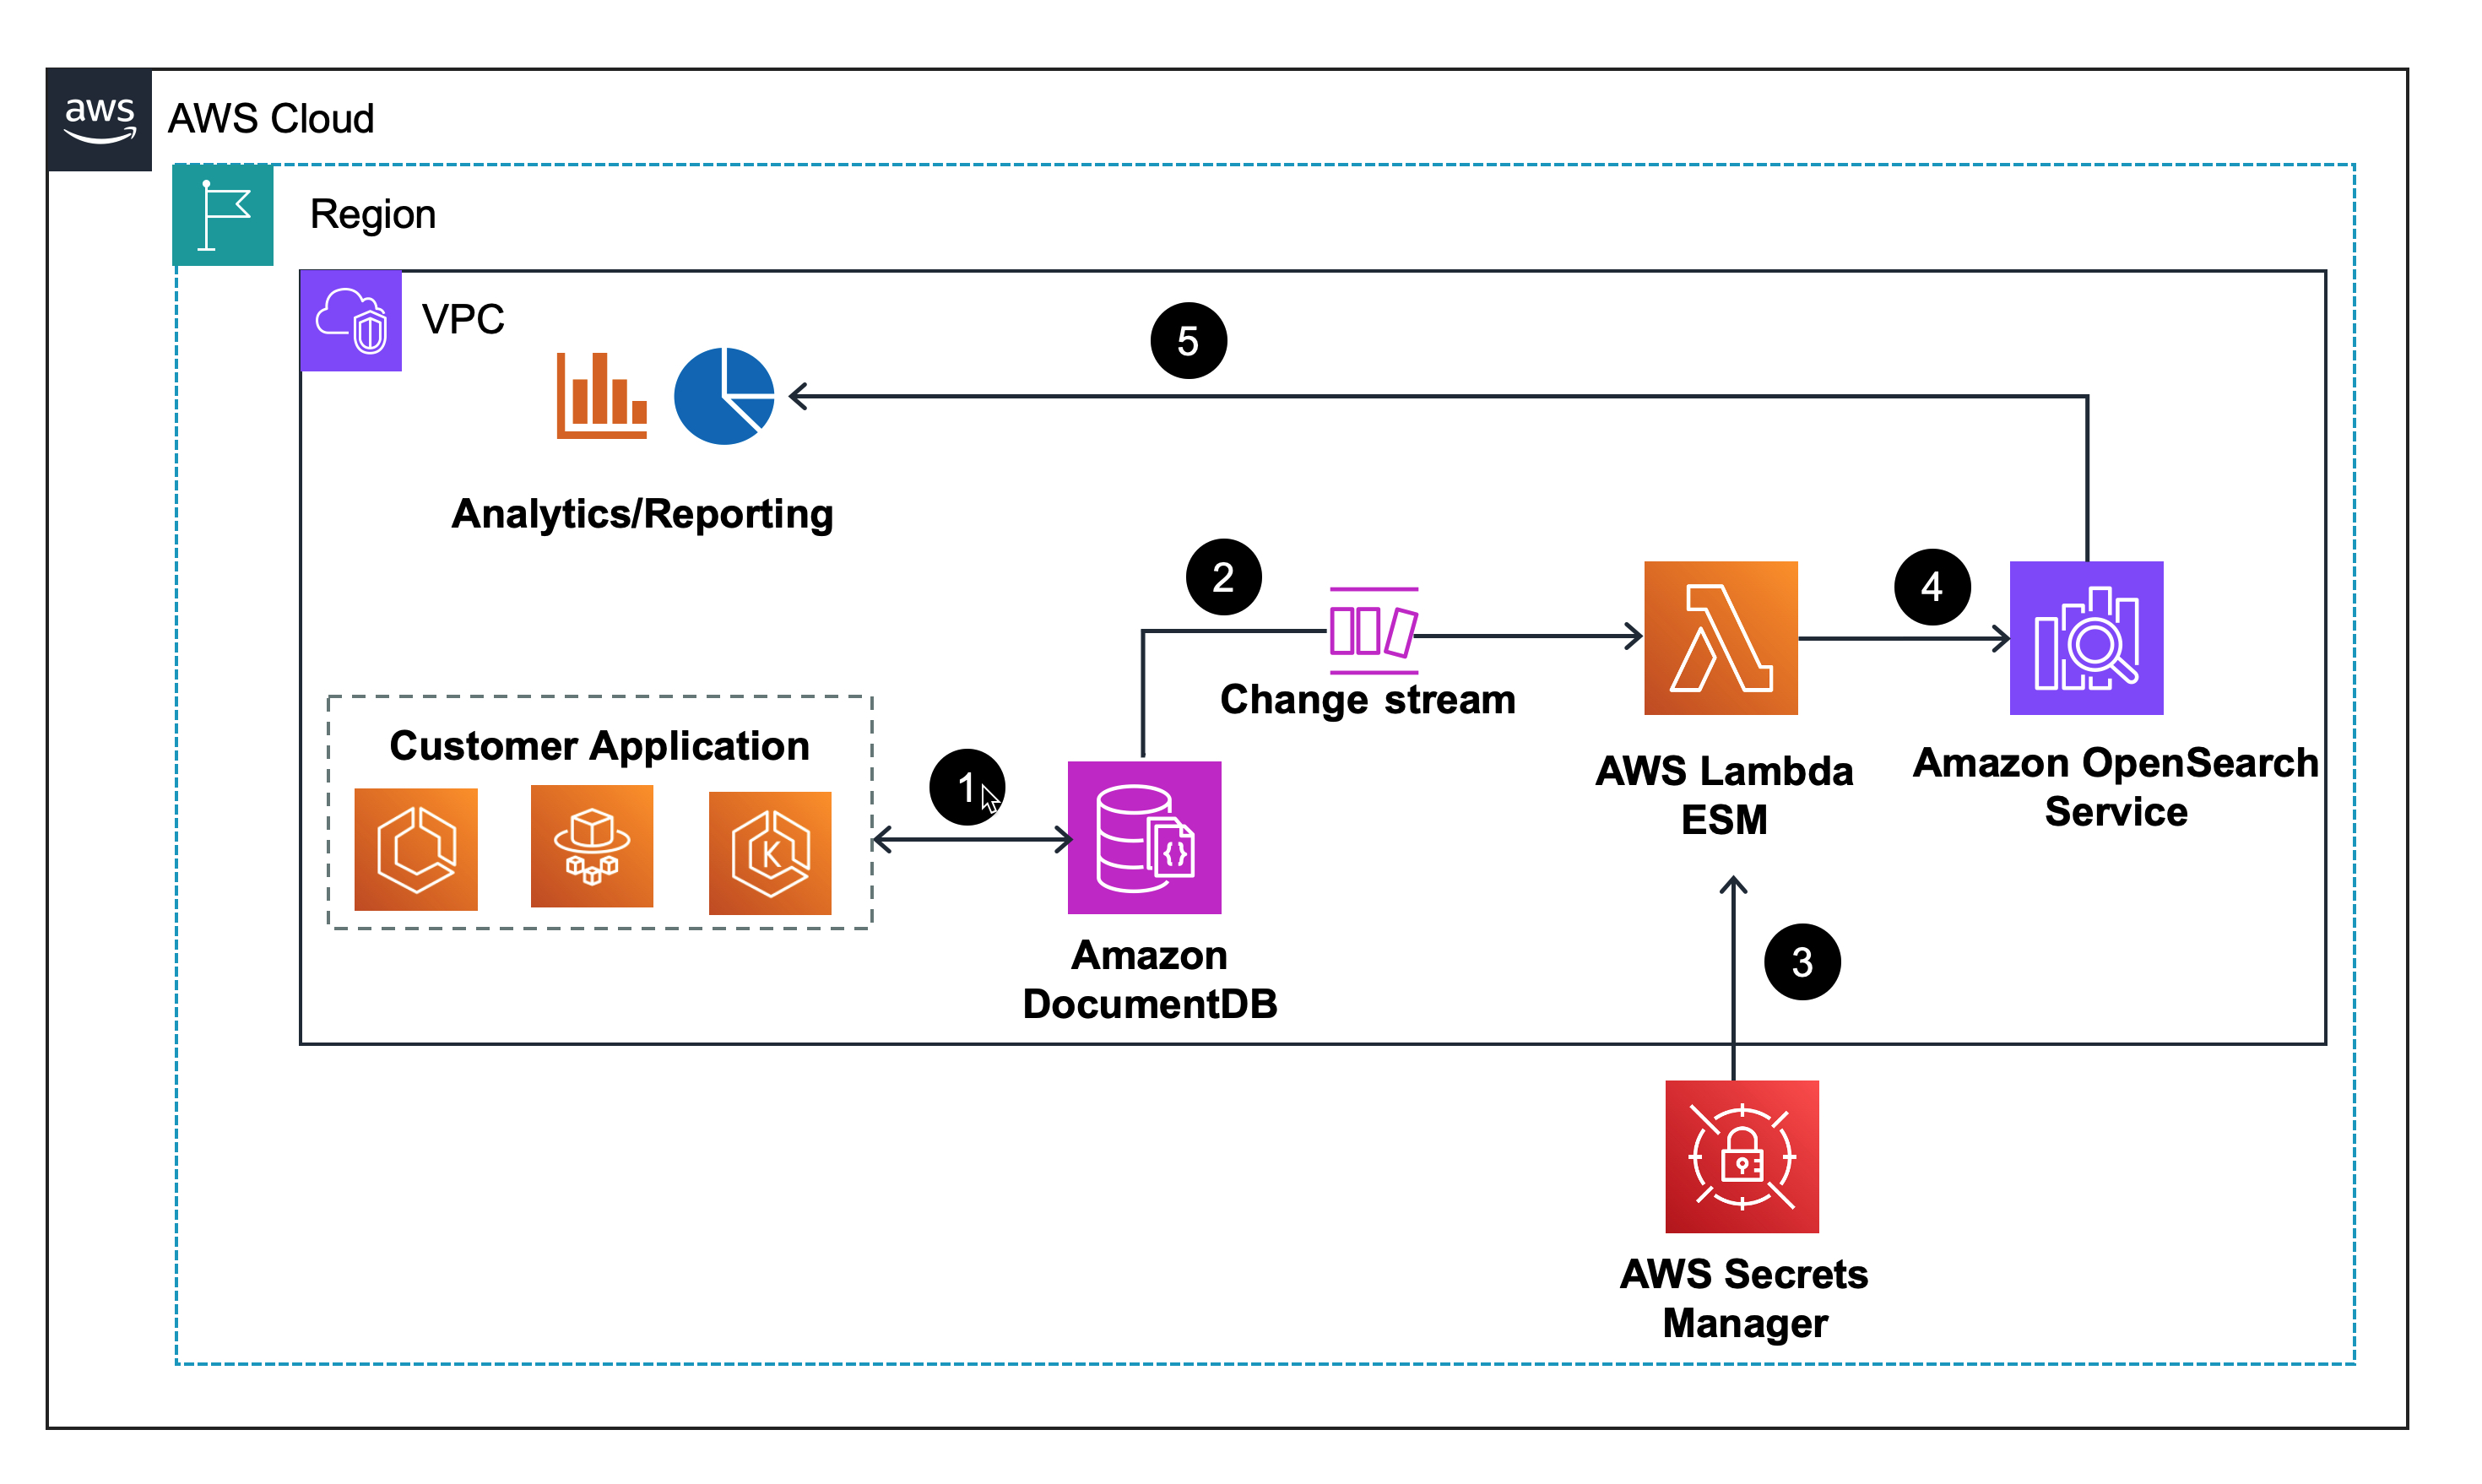 aws
AWS Cloud
Region
VPC
5
Analytics/Reporting
2
4
Change stream
Customer Application
1
AWS Lambda
ESM
Amazon OpenSearch
Service
K
{}
Amazon
DocumentDB
3
AWS Secrets
Manager